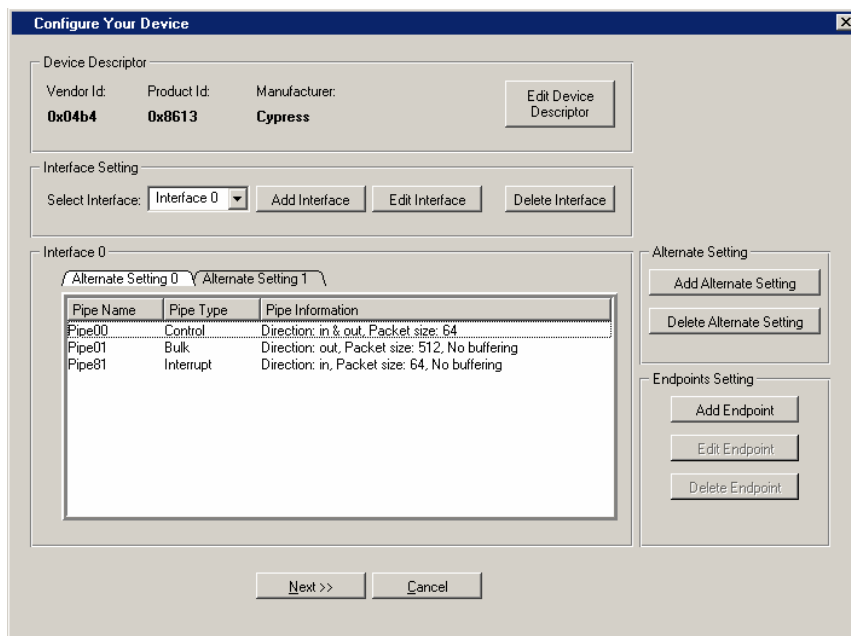 Configure Your Device
Device Descriptor
Vendor Id: Product Id: Manufacturer:
0x04b4 0x8613 Cypress
Edit Device
Descriptor
Interface Setting
Select Interface: Interface 0 Add Interface Edit Interface Delete Interface
Interface 0
Alternate Setting 0 Alternate Setting 1
Pipe Name Pipe Type Pipe Information
Pipe00 Control Direction: in & out, Packet size: 64
Pipe01 Bulk Direction: out, Packet size: 512, No buffering
Pipe81 Interrupt Direction: in, Packet size: 64, No buffering
Alternate Setting
Add Alternate Setting
Delete Alternate Setting
Endpoints Setting
Add Endpoint
Edit Endpoint
Delete Endpoint
Next >> Cancel